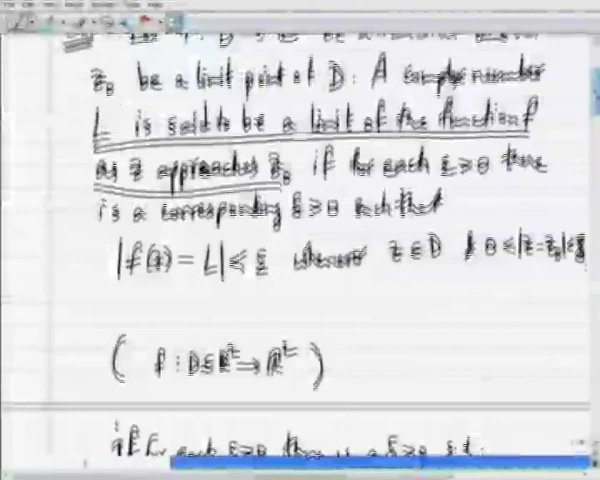 z₀ be a limit point of D. A complex number
L is said to be a limit of the function f
as z approaches z₀ if for each ε>0 there
is a corresponding δ>0 such that
|f(z) - L| < ε whenever z ∈ D & 0 < |z - z₀| < δ
( f : D ⊆ ℝ² → ℝ² )
if for each ε>0 there is a δ>0 s.t.